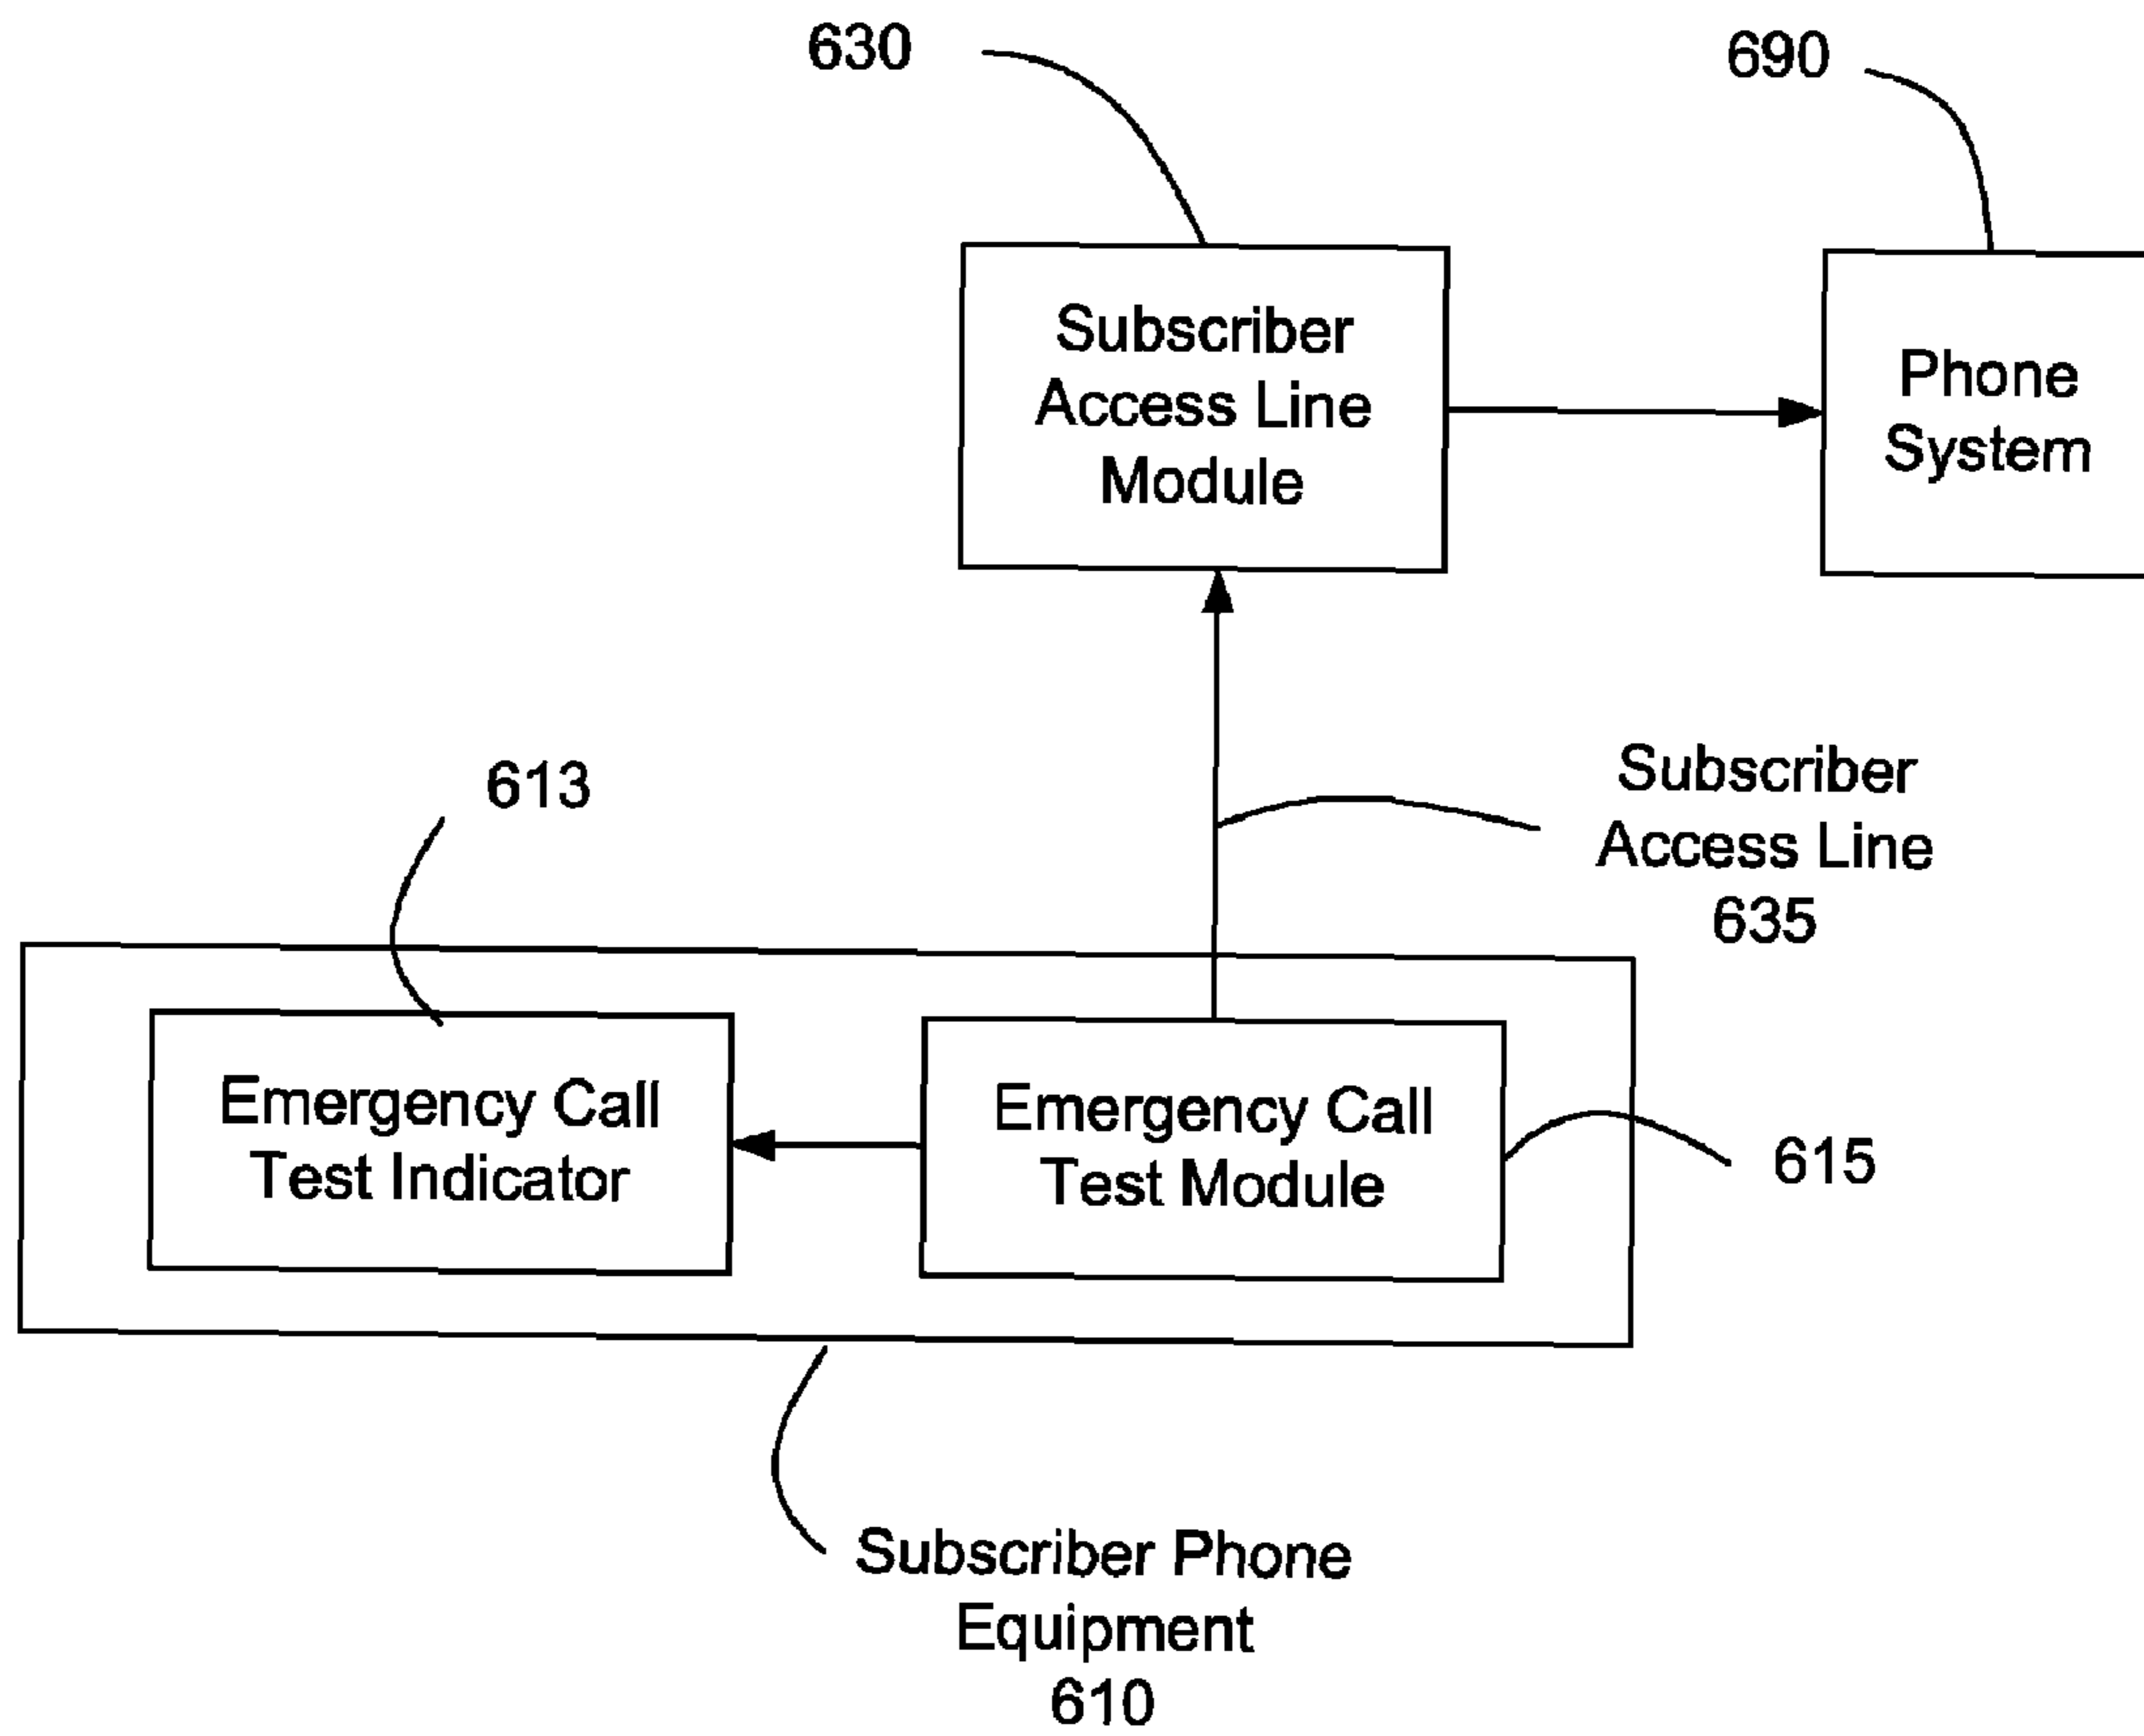 630
690
Subscriber
Access Line
Module
Phone
System
Subscriber
Access Line
635
613
Emergency Call
Test Indicator
Emergency Call
Test Module
615
Subscriber Phone
Equipment
610